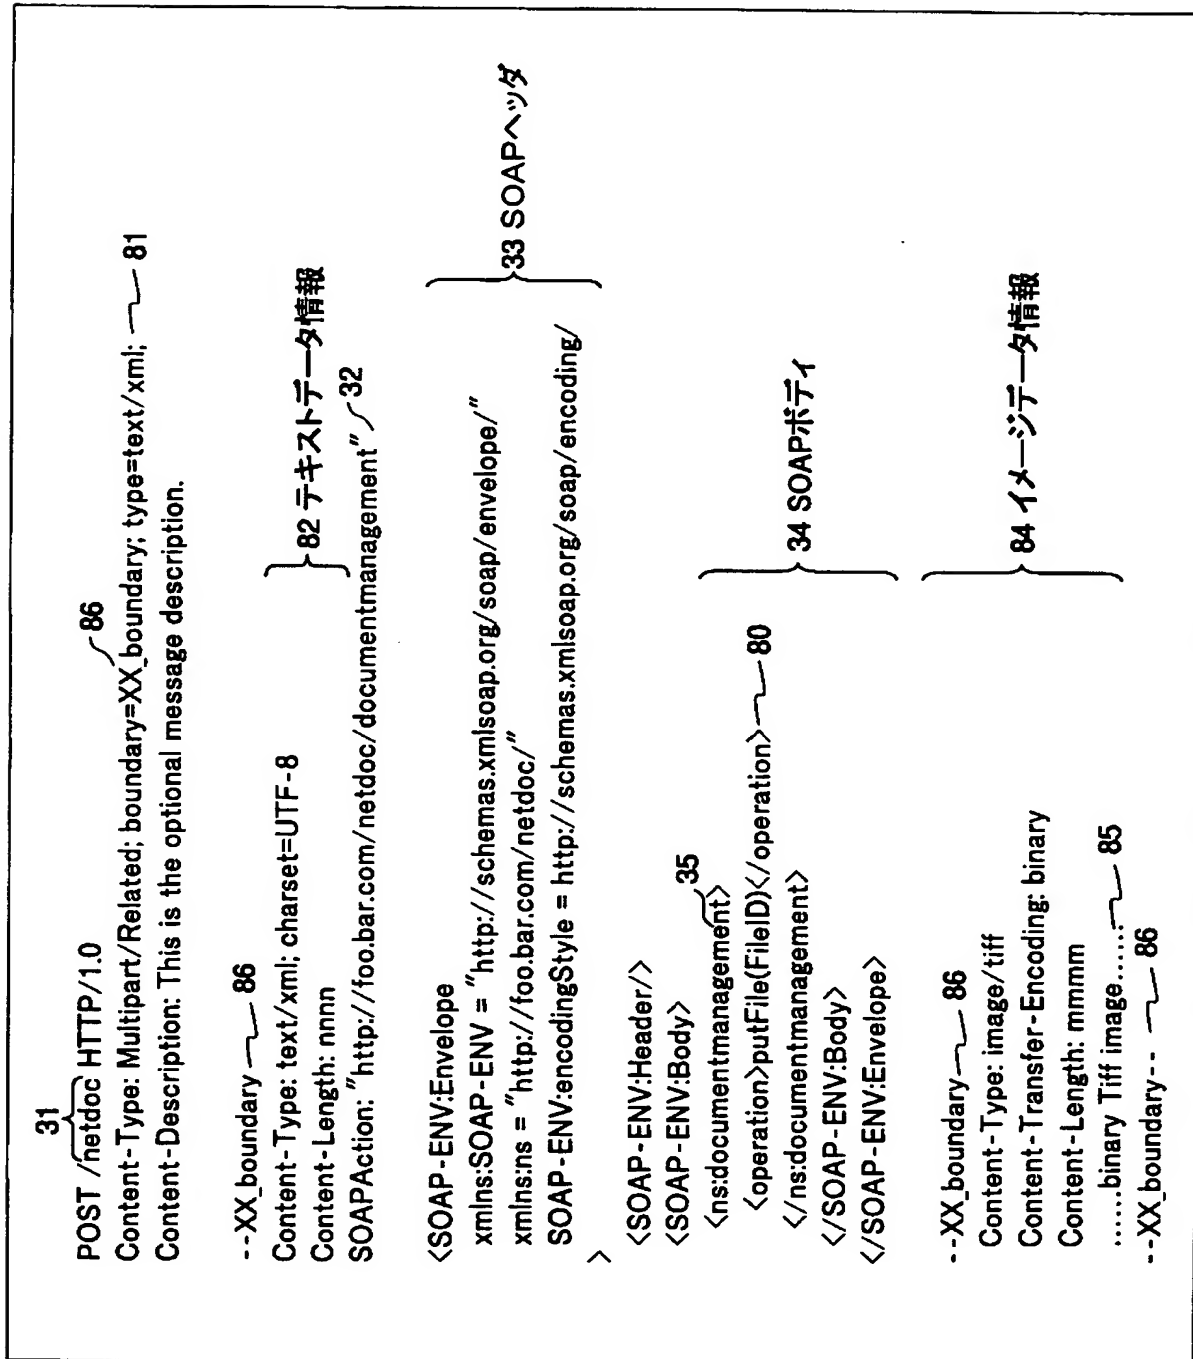 31
POST /netdoc HTTP/1.0
86
Content-Type: Multipart/Related; boundary=XX_boundary; type=text/xml; 81
Content-Description: This is the optional message description.
--XX_boundary 86
Content-Type: text/xml; charset=UTF-8
Content-Length: nnnn
82 テキストデータ情報
SOAPAction: "http://foo.bar.com/netdoc/documentmanagement" 32
<SOAP-ENV:Envelope
xmlns:SOAP-ENV = "http://schemas.xmlsoap.org/soap/envelope/"
xmlns:ns = "http://foo.bar.com/netdoc/"
SOAP-ENV:encodingStyle = http://schemas.xmlsoap.org/soap/encoding/
>
33 SOAPヘッダ
<SOAP-ENV:Header/>
<SOAP-ENV:Body>
35
<ns:documentmanagement>
<operation>putFile(FileID)</operation> 80
</ns:documentmanagement>
</SOAP-ENV:Body>
</SOAP-ENV:Envelope>
34 SOAPボディ
--XX_boundary 86
Content-Type: image/tiff
Content-Transfer-Encoding: binary
Content-Length: mmmm
......binary Tiff image...... 85
--XX_boundary-- 86
84 イメージデータ情報